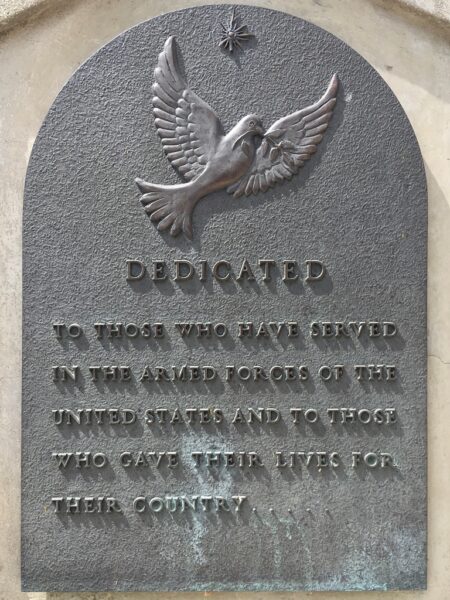 DEDICATED
TO THOSE WHO HAVE SERVED
IN THE ARMED FORCES OF THE
UNITED STATES AND TO THOSE
WHO GAVE THEIR LIVES FOR
THEIR COUNTRY......